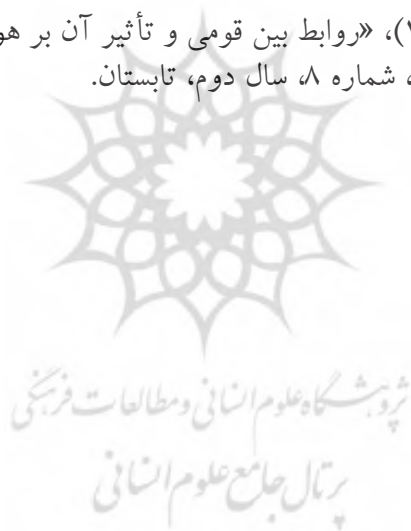 )، «روابط بین قومی و تأثیر آن بر هو
، شماره ۸، سال دوم، تابستان.
پژوهشگاه علوم انسانی و مطالعات فرهنگی
پرتال جامع علوم انسانی